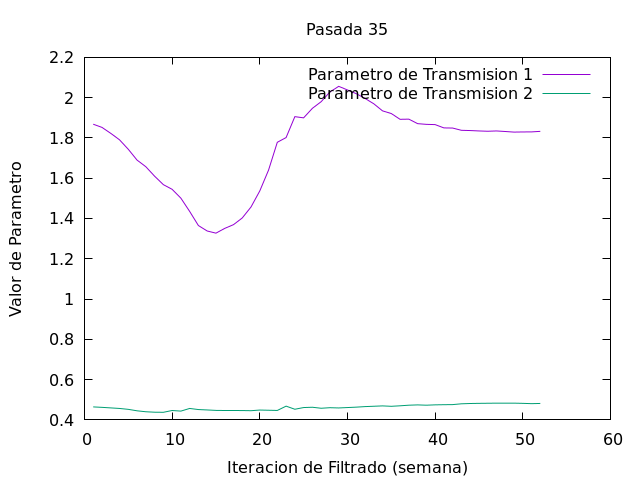 Pasada 35
Parametro de Transmision 1
Parametro de Transmision 2
2.2
2
1.8
1.6
1.4
1.2
1
0.8
0.6
0.4
Valor de Parametro
0 10 20 30 40 50 60
Iteracion de Filtrado (semana)